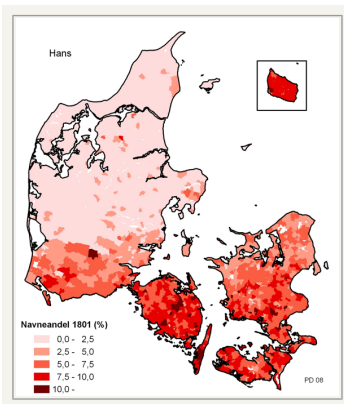 Hans
Navneandel 1801 (%)
0,0 - 2,5
2,5 - 5,0
5,0 - 7,5
7,5 - 10,0
10,0 -
PD 08